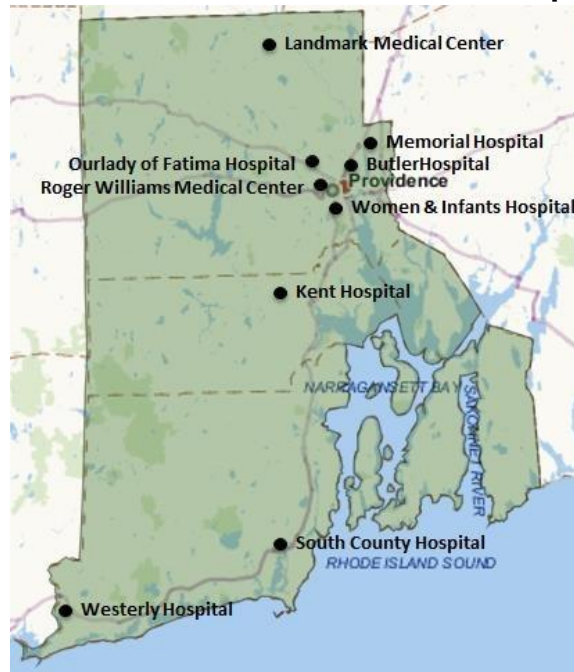 Landmark Medical Center
Memorial Hospital
Ourlady of Fatima Hospital
ButlerHospital
Roger Williams Medical Center
Providence
Women & Infants Hospital
Kent Hospital
NARRAGANSETT BAY
SAKONNET RIVER
South County Hospital
RHODE ISLAND SOUND
Westerly Hospital